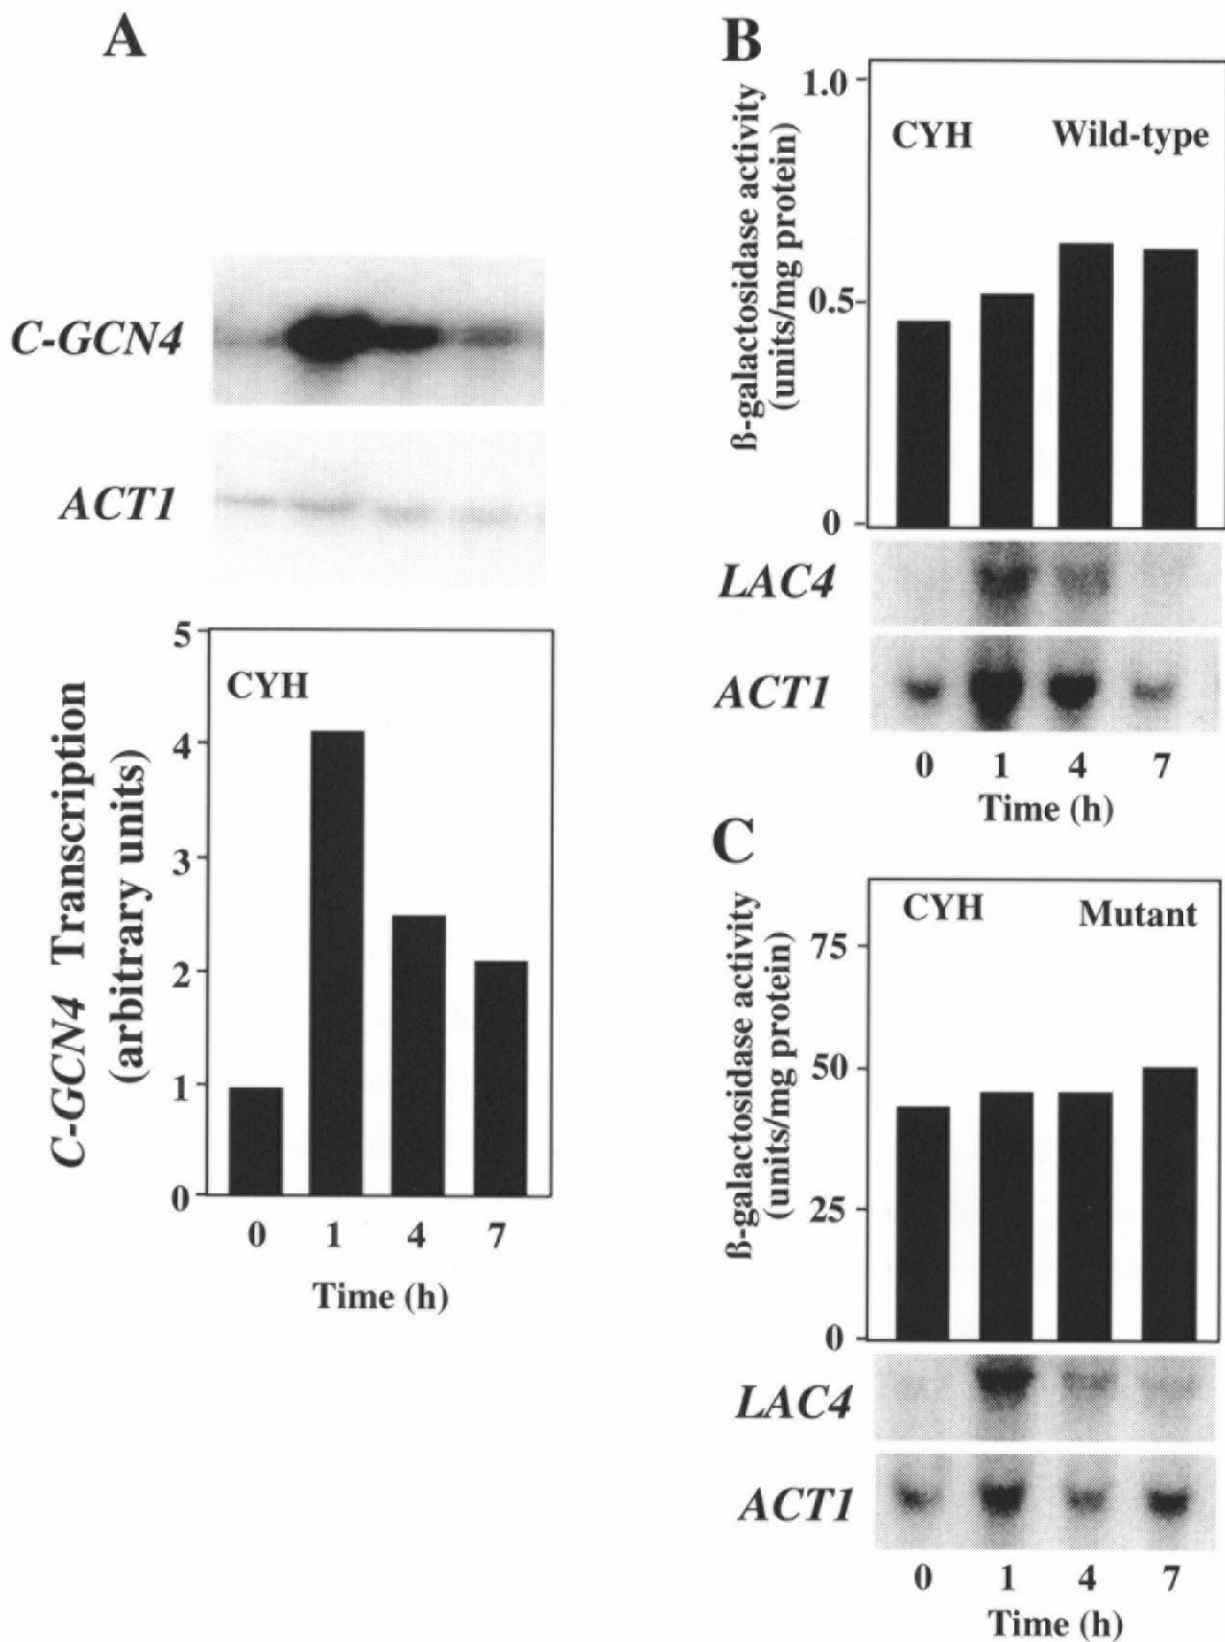 A
C-GCN4
ACT1
C-GCN4 Transcription
(arbitrary units)
5
4
3
2
1
0
CYH
0 1 4 7
Time (h)
B
ß-galactosidase activity
(units/mg protein)
1.0
0.5
0
CYH Wild-type
LAC4
ACT1
0 1 4 7
Time (h)
C
ß-galactosidase activity
(units/mg protein)
75
50
25
0
CYH Mutant
LAC4
ACT1
0 1 4 7
Time (h)